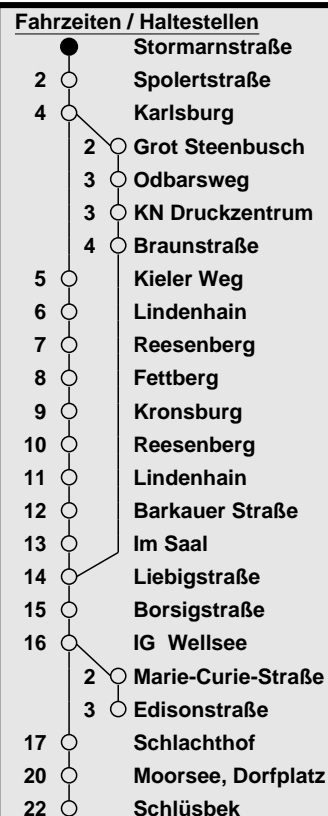 Fahrzeiten / Haltestellen
Stormarnstraße
2 Spolertstraße
4 Karlsburg
2 Grot Steenbusch
3 Odbarsweg
3 KN Druckzentrum
4 Braunstraße
5 Kieler Weg
6 Lindenhain
7 Reesenberg
8 Fettberg
9 Kronsburg
10 Reesenberg
11 Lindenhain
12 Barkauer Straße
13 Im Saal
14 Liebigstraße
15 Borsigstraße
16 IG Wellsee
2 Marie-Curie-Straße
3 Edisonstraße
17 Schlachthof
20 Moorsee, Dorfplatz
22 Schlüsbek